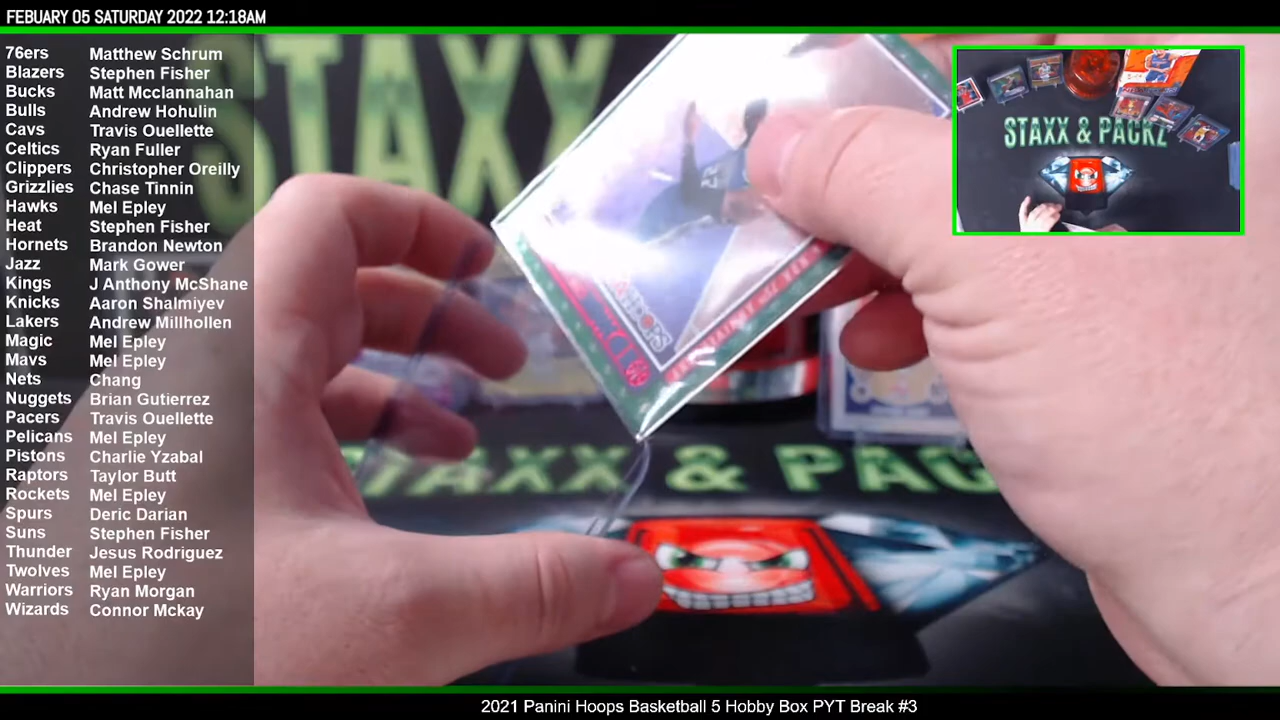 FEBUARY 05 SATURDAY 2022 12:18AM
76ers Matthew Schrum
Blazers Stephen Fisher
Bucks Matt Mcclannahan
Bulls Andrew Hohulin
Cavs Travis Ouellette
Celtics Ryan Fuller
Clippers Christopher Oreilly
Grizzlies Chase Tinnin
Hawks Mel Epley
Heat Stephen Fisher
Hornets Brandon Newton
Jazz Mark Gower
Kings J Anthony McShane
Knicks Aaron Shalmiyev
Lakers Andrew Millhollen
Magic Mel Epley
Mavs Mel Epley
Nets Chang
Nuggets Brian Gutierrez
Pacers Travis Ouellette
Pelicans Mel Epley
Pistons Charlie Yzabal
Raptors Taylor Butt
Rockets Mel Epley
Spurs Deric Darian
Suns Stephen Fisher
Thunder Jesus Rodriguez
Twolves Mel Epley
Warriors Ryan Morgan
Wizards Connor Mckay
STAXX
HOOPS
STAXX & PAC
STAXX & PACKZ
2021 Panini Hoops Basketball 5 Hobby Box PYT Break #3